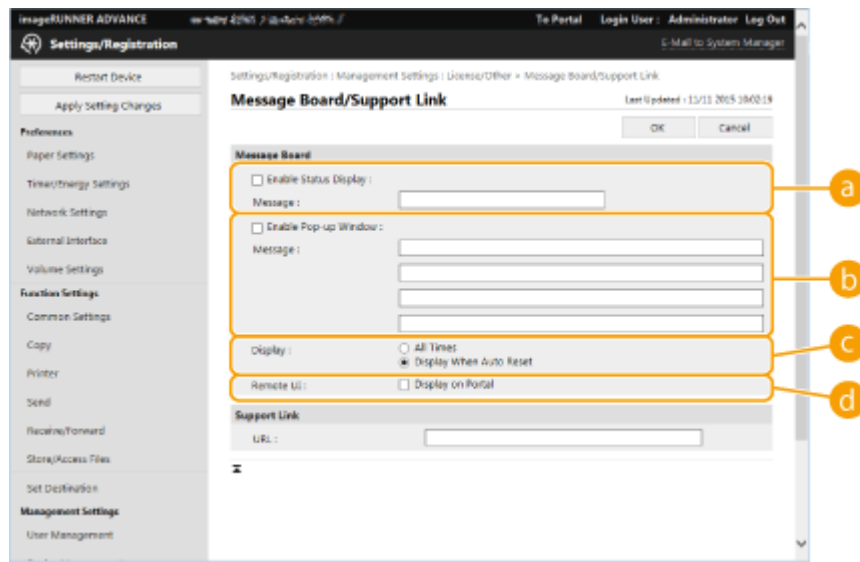 imageRUNNER ADVANCE
To Portal Login User : Administrator Log Out
Settings/Registration
E-Mail to System Manager
Restart Device
Apply Setting Changes
Preferences
Paper Settings
Timer/Energy Settings
Network Settings
External Interface
Volume Settings
Function Settings
Common Settings
Copy
Printer
Send
Receive/Forward
Store/Access Files
Set Destination
Management Settings
User Management
Settings/Registration : Management Settings : License/Other > Message Board/Support Link
Message Board/Support Link
Last Updated : 11/11 2015 10:02:19
OK Cancel
Message Board
Enable Status Display :
Message :
a
Enable Pop-up Window :
Message :
b
Display :
All Times
Display When Auto Reset
c
Remote UI :
Display on Portal
d
Support Link
URL :